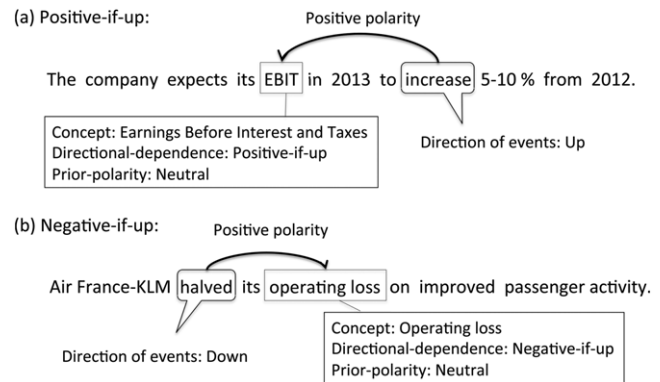 (a) Positive-if-up:
Positive polarity
The company expects its EBIT in 2013 to increase 5-10 % from 2012.
Concept: Earnings Before Interest and Taxes
Directional-dependence: Positive-if-up
Prior-polarity: Neutral
Direction of events: Up
(b) Negative-if-up:
Positive polarity
Air France-KLM halved its operating loss on improved passenger activity.
Direction of events: Down
Concept: Operating loss
Directional-dependence: Negative-if-up
Prior-polarity: Neutral